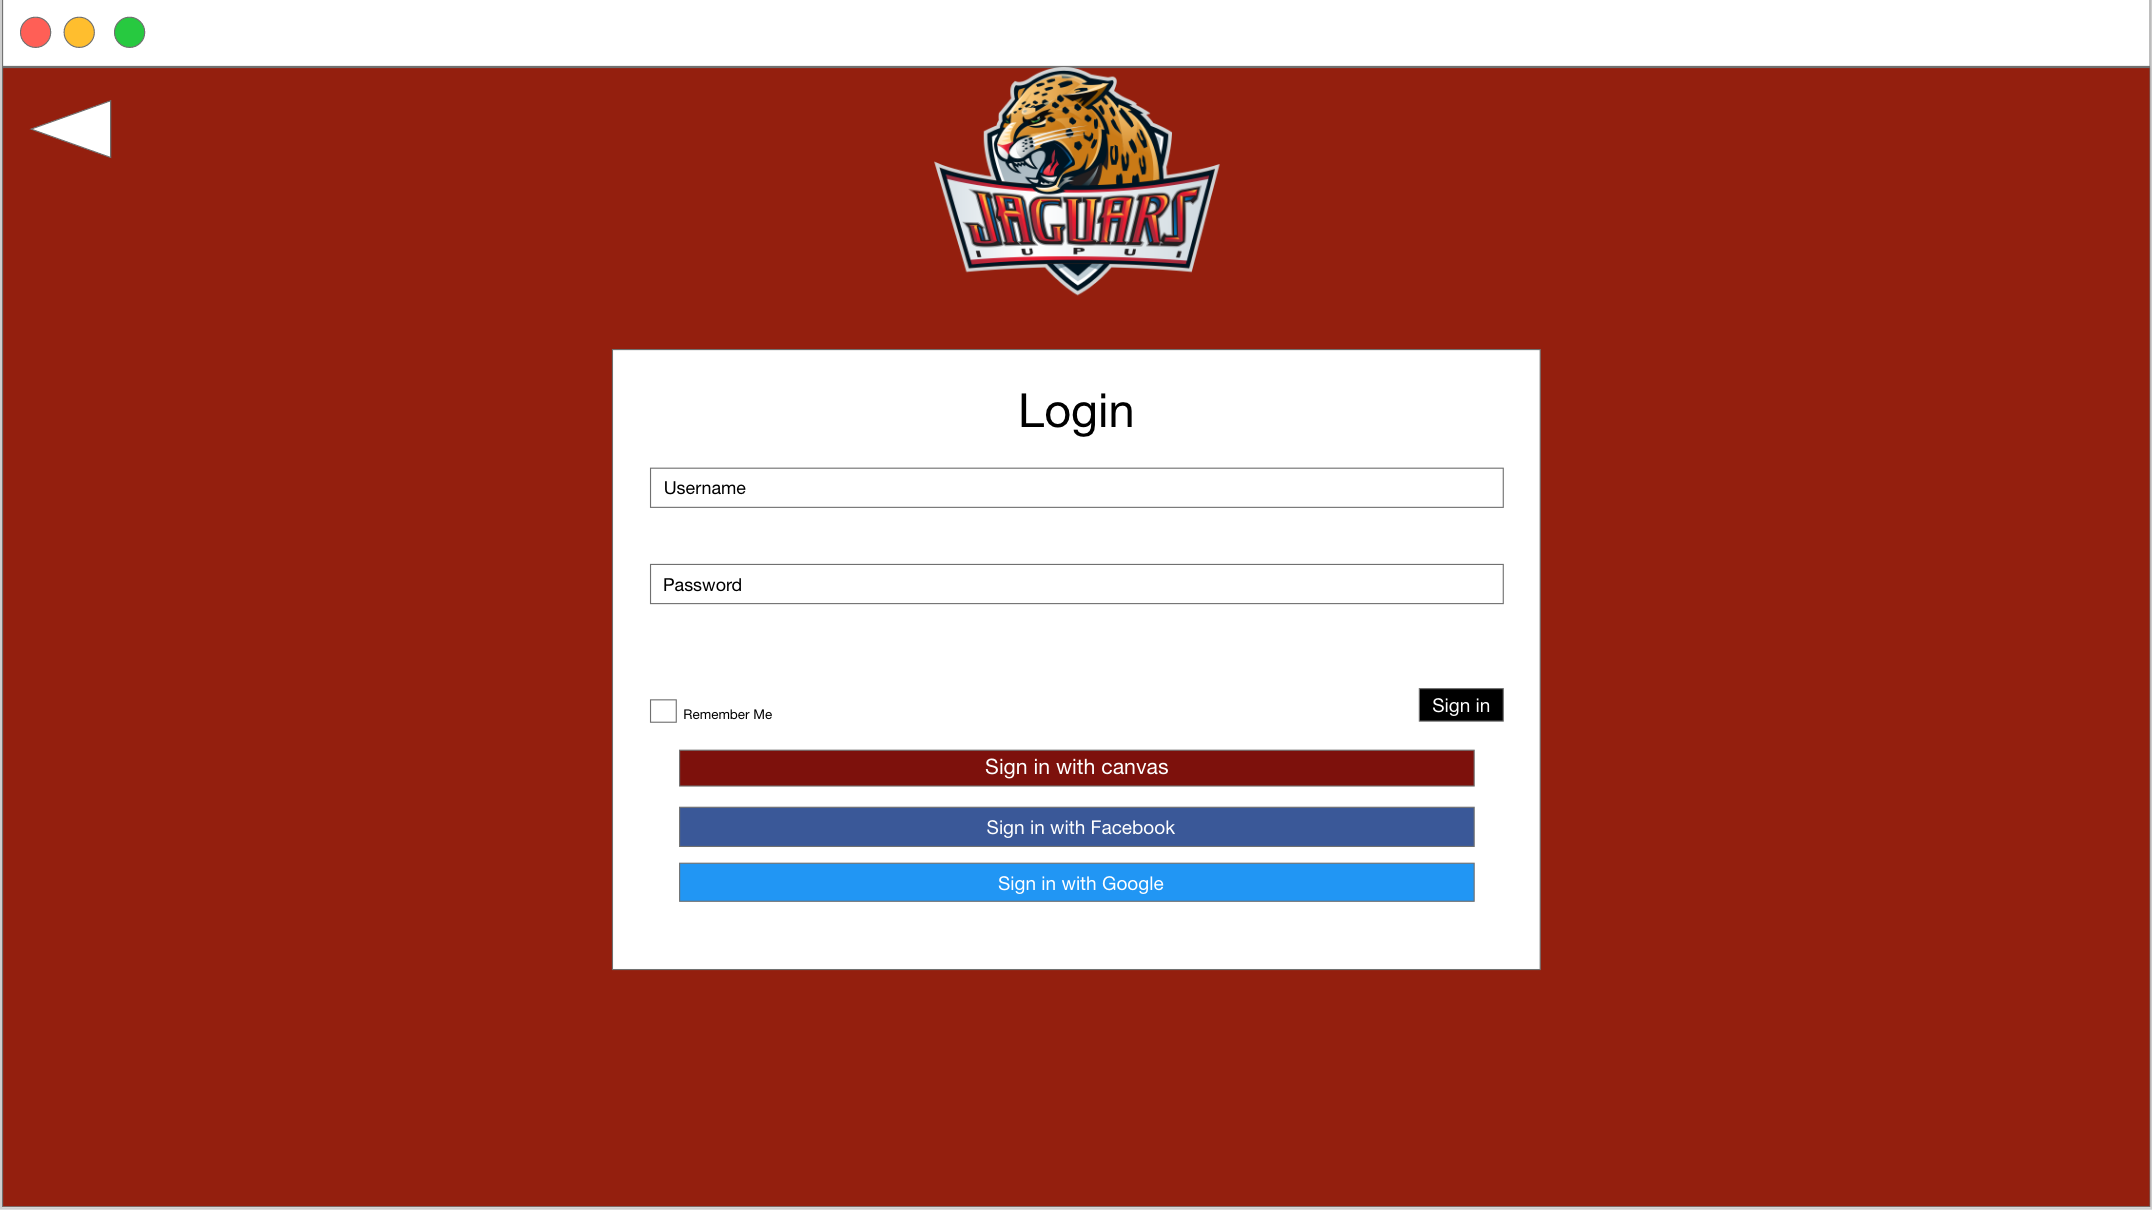 JAGUARS
IUPUI
Login
Username
Password
Remember Me
Sign in
Sign in with canvas
Sign in with Facebook
Sign in with Google